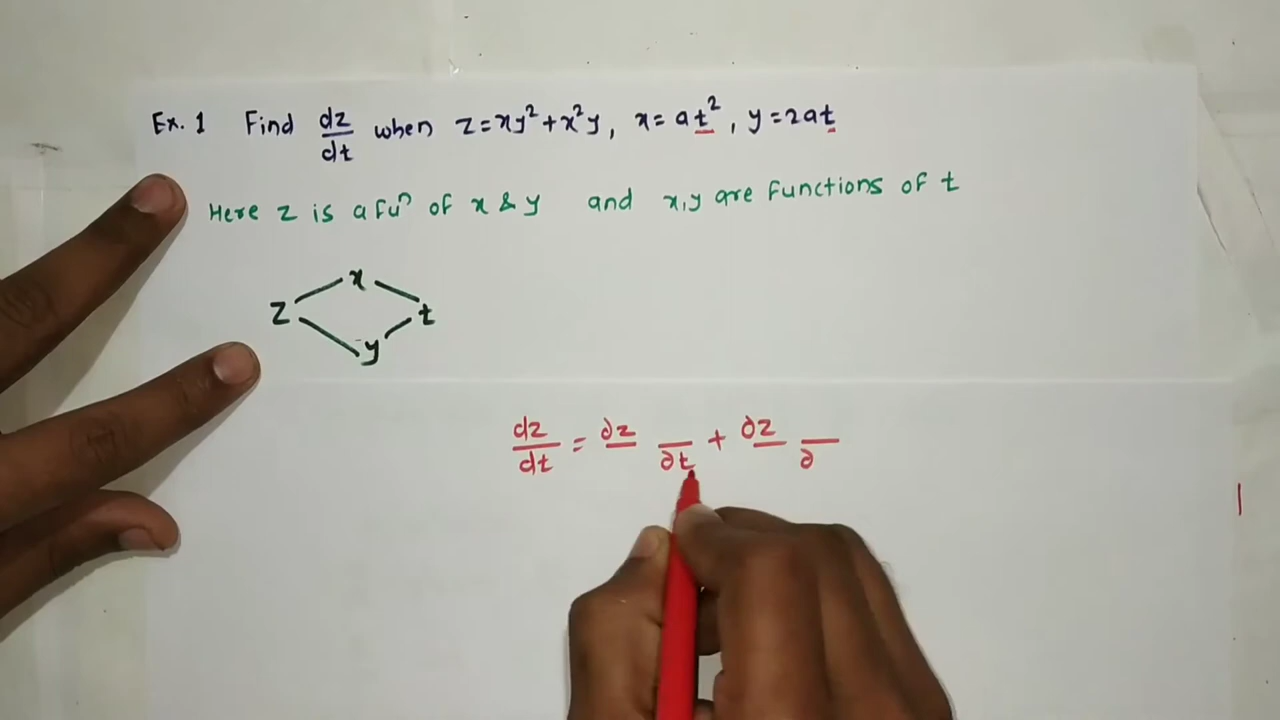 Ex. 1 Find dz/dt when z=xy²+x²y, x=at², y=2at
Here z is a fuⁿ of x & y and x,y are functions of t
x
z t
y
dz/dt = ∂z/ /∂t + ∂z/ /∂